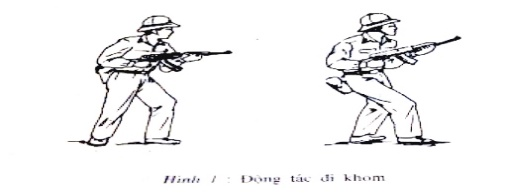 Hình 1 : Động tác đi khom